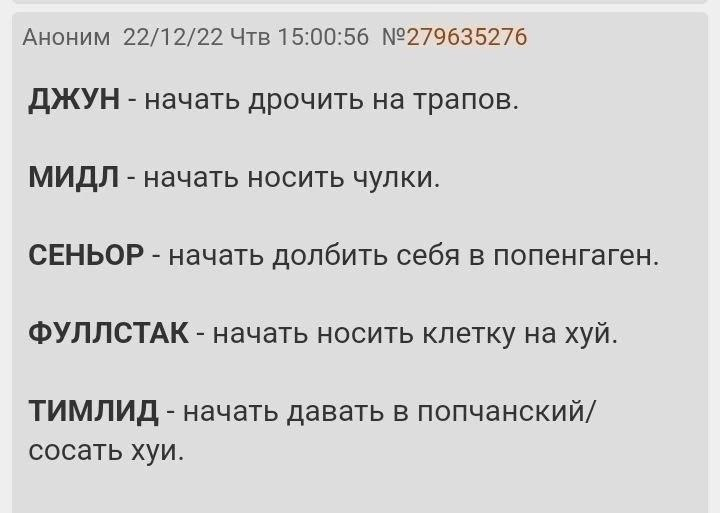 Аноним 22/12/22 Чтв 15:00:56 №279635276
ДЖУН - начать дрочить на трапов.
МИДЛ - начать носить чулки.
СЕНЬОР - начать долбить себя в попенгаген.
ФУЛЛСТАК - начать носить клетку на хуй.
ТИМЛИД - начать давать в попчанский/
сосать хуи.